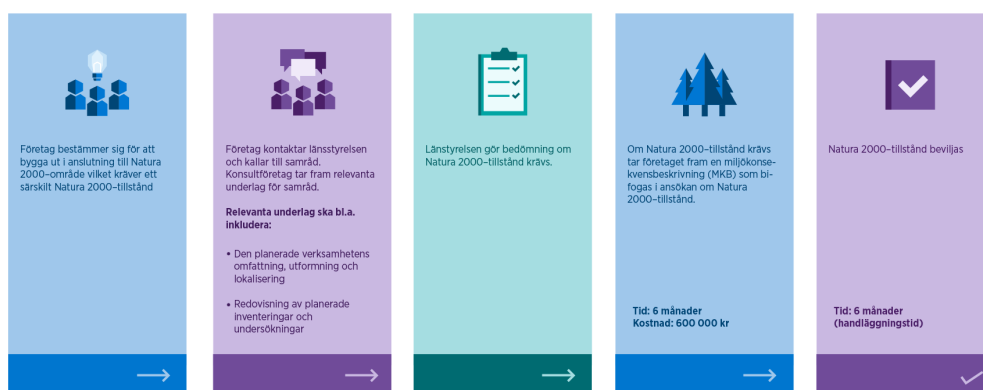 Företag bestämmer sig för att
bygga ut i anslutning till Natura
2000–område vilket kräver ett
särskilt Natura 2000–tillstånd
Företag kontaktar länsstyrelsen
och kallar till samråd.
Konsultföretag tar fram relevanta
underlag för samråd.
Relevanta underlag ska bl.a.
inkludera:
• Den planerade verksamhetens
omfattning, utformning och
lokalisering
• Redovisning av planerade
inventeringar och
undersökningar
Länstyrelsen gör bedömning om
Natura 2000–tillstånd krävs.
Om Natura 2000–tillstånd krävs
tar företaget fram en miljökonse-
kvensbeskrivning (MKB) som bi-
fogas i ansökan om Natura
2000–tillstånd.
Tid: 6 månader
Kostnad: 600 000 kr
Natura 2000–tillstånd beviljas
Tid: 6 månader
(handläggningstid)